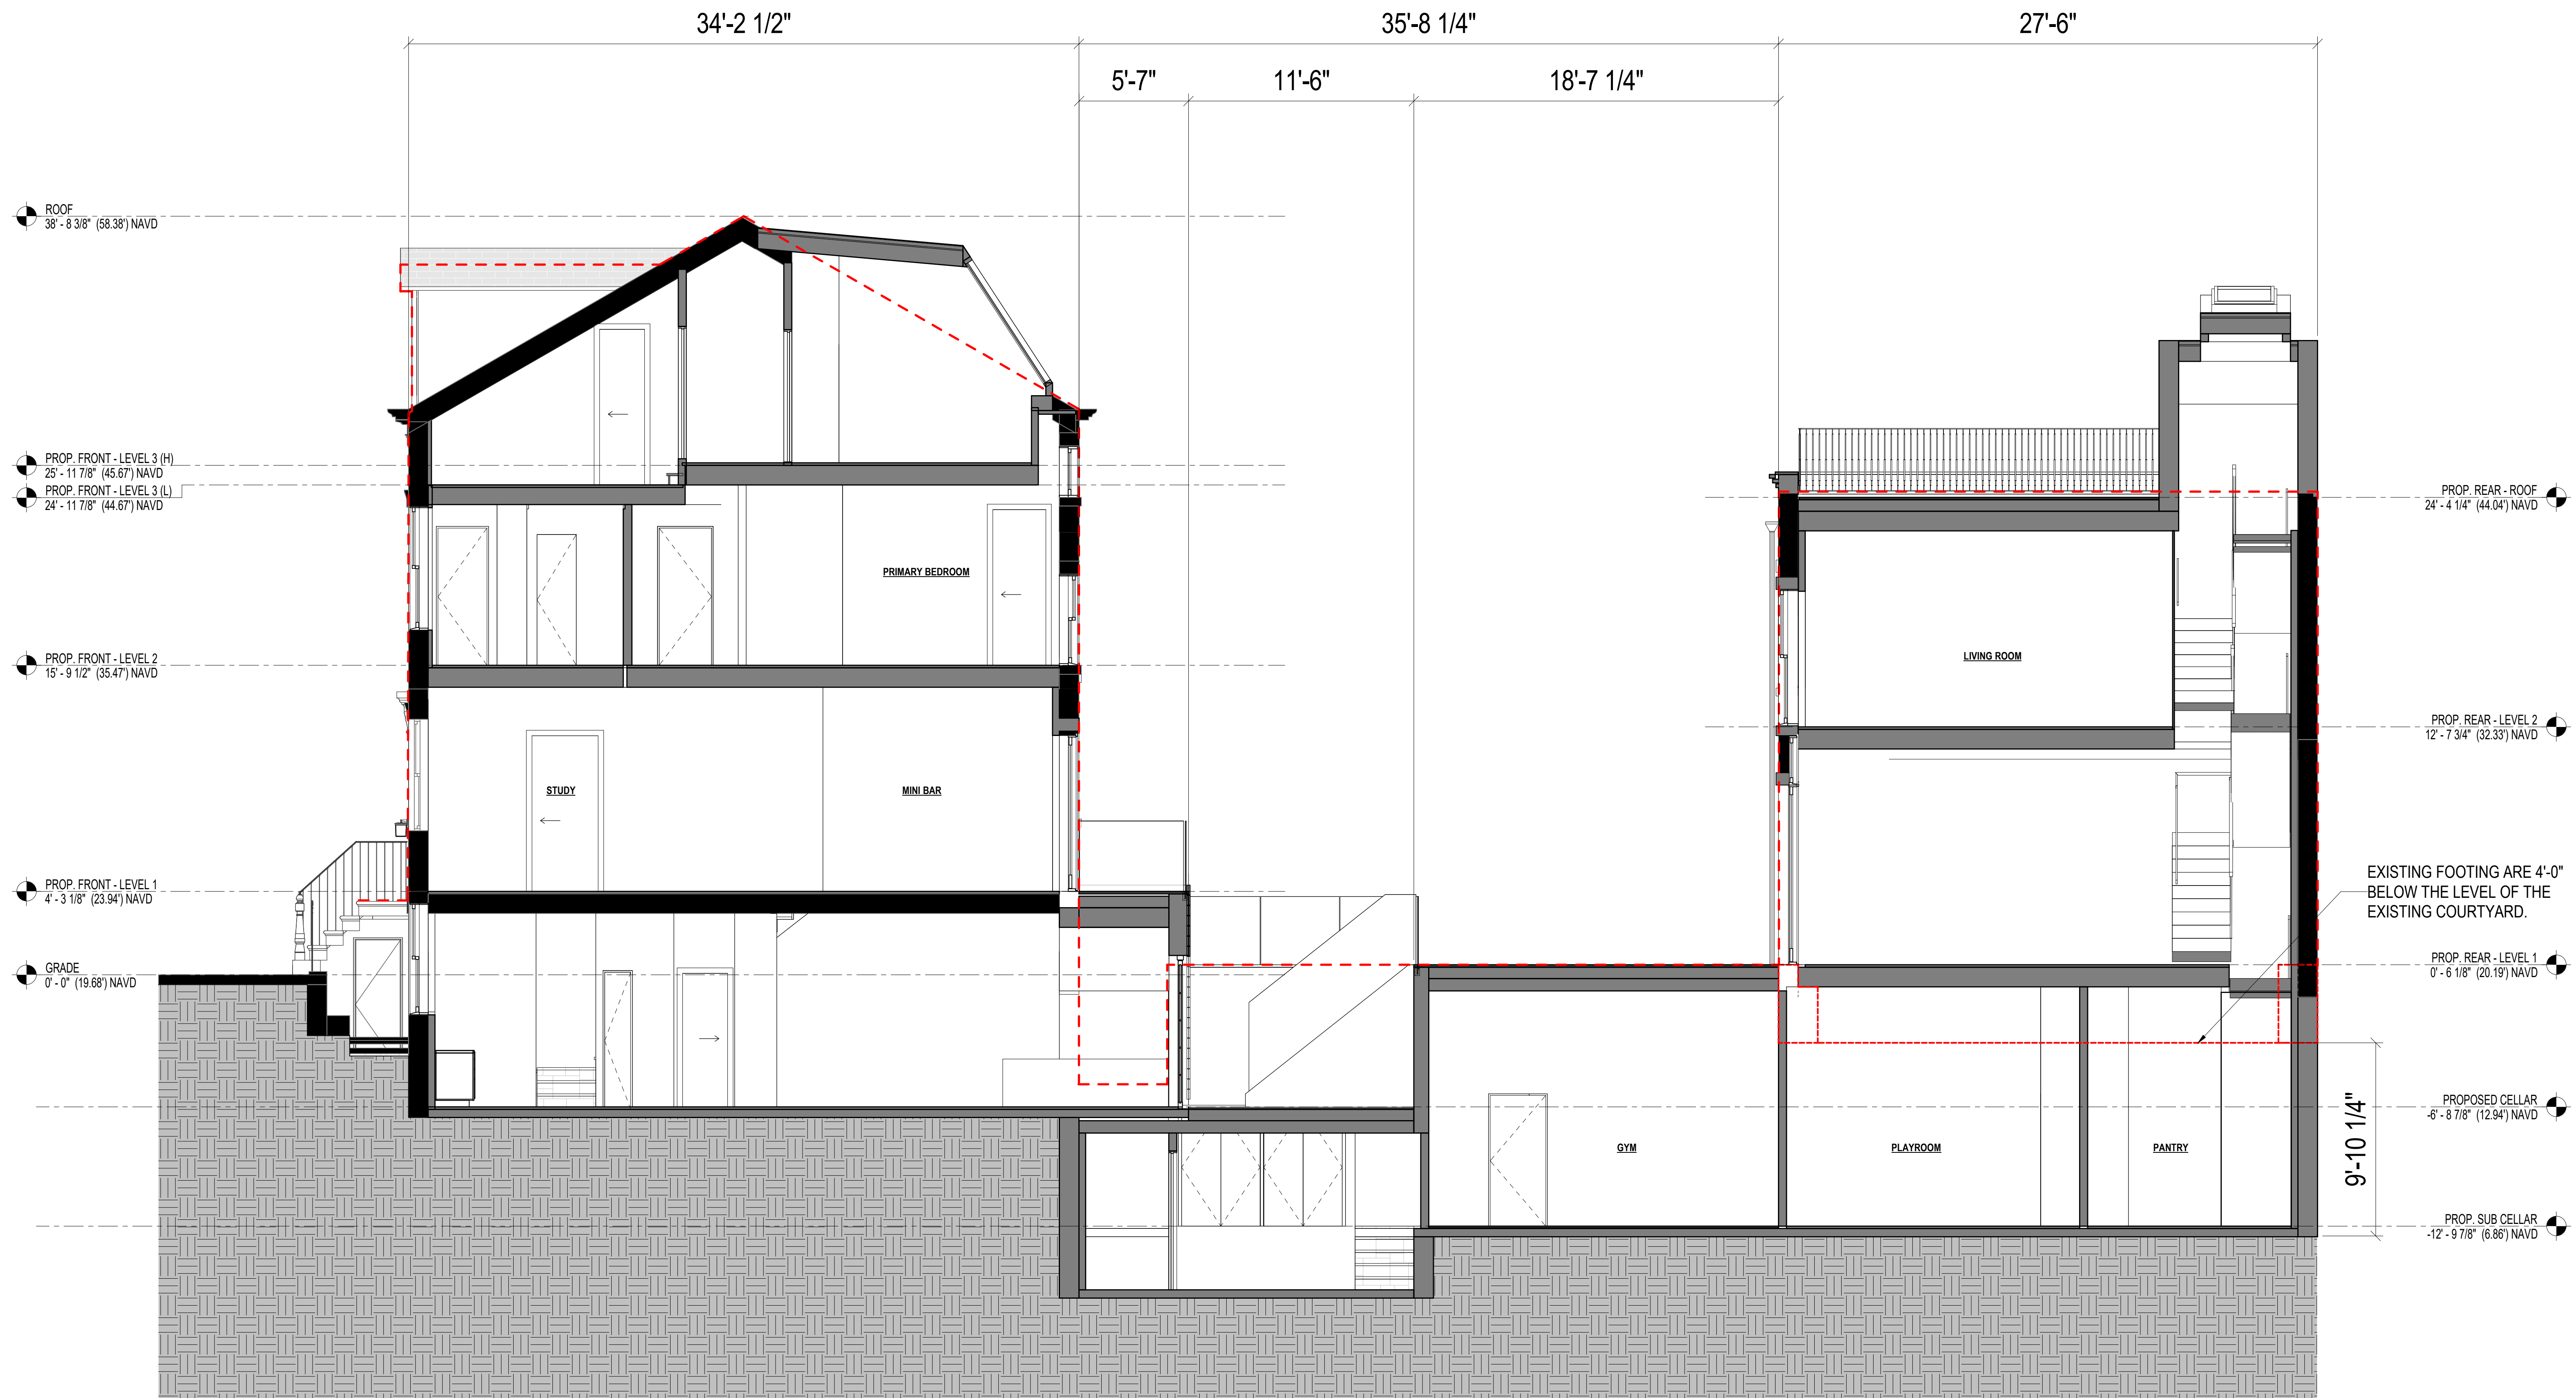 34'-2 1/2"
35'-8 1/4"
27'-6"
5'-7"
11'-6"
18'-7 1/4"
ROOF
38' - 8 3/8" (58.38') NAVD
PROP. FRONT - LEVEL 3 (H)
25' - 11 7/8" (45.67') NAVD
PROP. FRONT - LEVEL 3 (L)
24' - 11 7/8" (44.67') NAVD
PROP. REAR - ROOF
24' - 4 1/4" (44.04') NAVD
PRIMARY BEDROOM
LIVING ROOM
PROP. FRONT - LEVEL 2
15' - 9 1/2" (35.47') NAVD
PROP. REAR - LEVEL 2
12' - 7 3/4" (32.33') NAVD
STUDY
MINI BAR
PROP. FRONT - LEVEL 1
4' - 3 1/8" (23.94') NAVD
EXISTING FOOTING ARE 4'-0"
BELOW THE LEVEL OF THE
EXISTING COURTYARD.
GRADE
0' - 0" (19.68') NAVD
PROP. REAR - LEVEL 1
0' - 6 1/8" (20.19') NAVD
PROPOSED CELLAR
-6' - 8 7/8" (12.94') NAVD
9'-10 1/4"
GYM
PLAYROOM
PANTRY
PROP. SUB CELLAR
-12' - 9 7/8" (6.86') NAVD